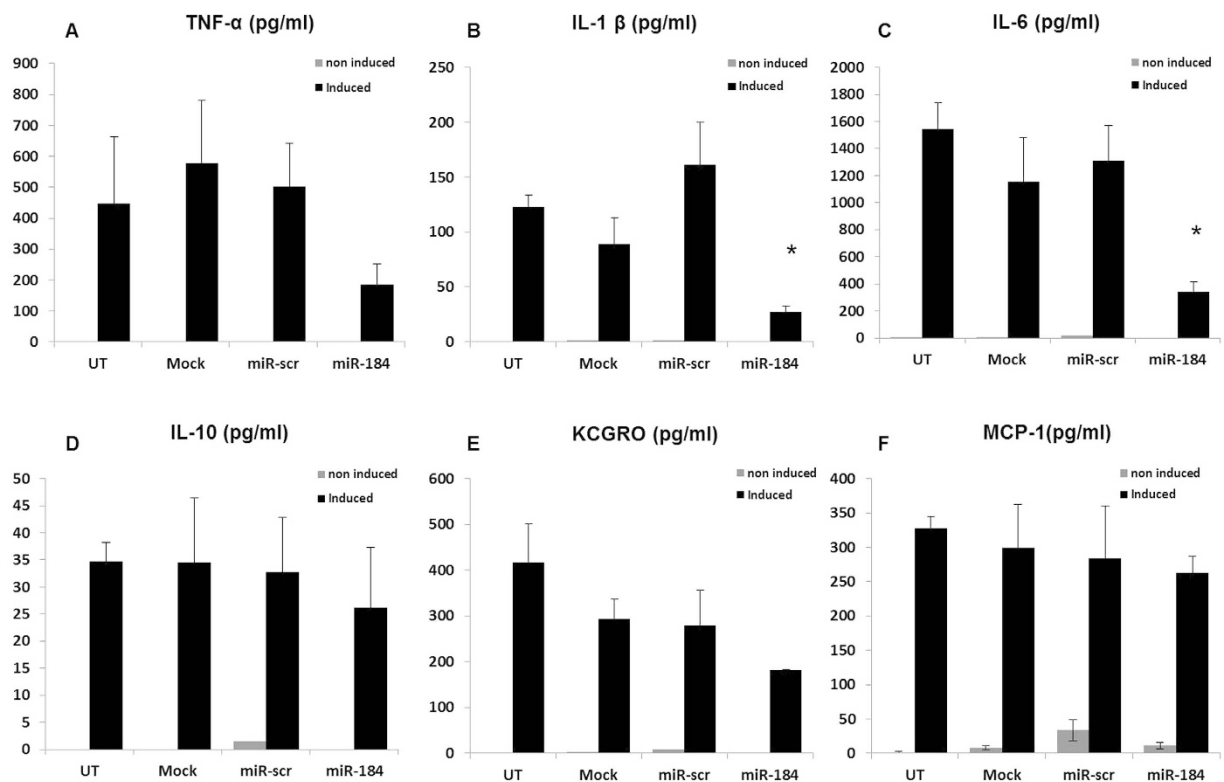 A
TNF-α (pg/ml)
non induced
Induced
900
800
700
600
500
400
300
200
100
0
UT Mock miR-scr miR-184
B
IL-1 β (pg/ml)
non induced
Induced
250
200
150
100
50
0
*
UT Mock miR-scr miR-184
C
IL-6 (pg/ml)
non induced
Induced
2000
1800
1600
1400
1200
1000
800
600
400
200
0
*
UT Mock miR-scr miR-184
D
IL-10 (pg/ml)
non induced
Induced
50
45
40
35
30
25
20
15
10
5
0
UT Mock miR-scr miR-184
E
KCGRO (pg/ml)
non induced
Induced
600
500
400
300
200
100
0
UT Mock miR-scr miR-184
F
MCP-1(pg/ml)
non induced
Induced
400
350
300
250
200
150
100
50
0
UT Mock miR-scr miR-184